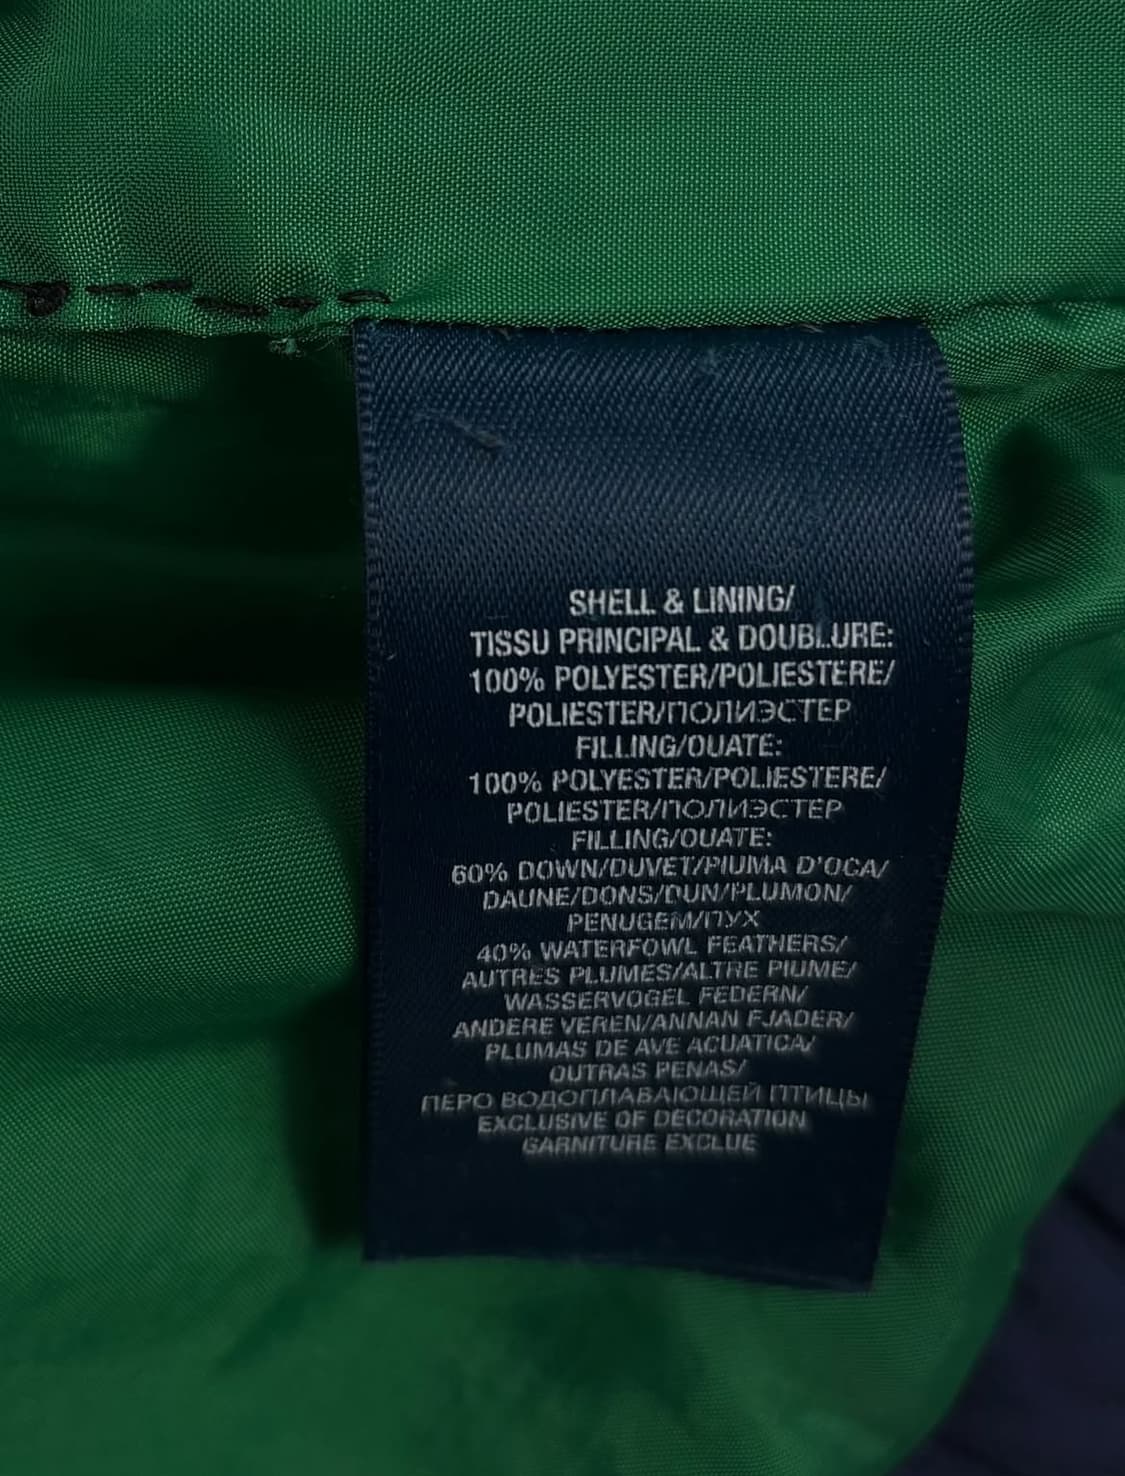 SHELL & LINING/
TISSU PRINCIPAL & DOUBLURE:
100% POLYESTER/POLIESTERE/
POLIESTER/ПОЛИЭСТЕР
FILLING/OUATE:
100% POLYESTER/POLIESTERE/
POLIESTER/ПОЛИЭСТЕР
FILLING/OUATE:
60% DOWN/DUVET/PIUMA D'OCA/
DAUNE/DONS/DUN/PLUMON/
PENUGEM/ПУХ
40% WATERFOWL FEATHERS/
AUTRES PLUMES/ALTRE PIUME/
WASSERVOGEL FEDERN/
ANDERE VEREN/ANNAN FJADER/
PLUMAS DE AVE ACUATICA/
OUTRAS PENAS/
ПЕРО ВОДОПЛАВАЮЩЕЙ ПТИЦЫ
EXCLUSIVE OF DECORATION
GARNITURE EXCLUE